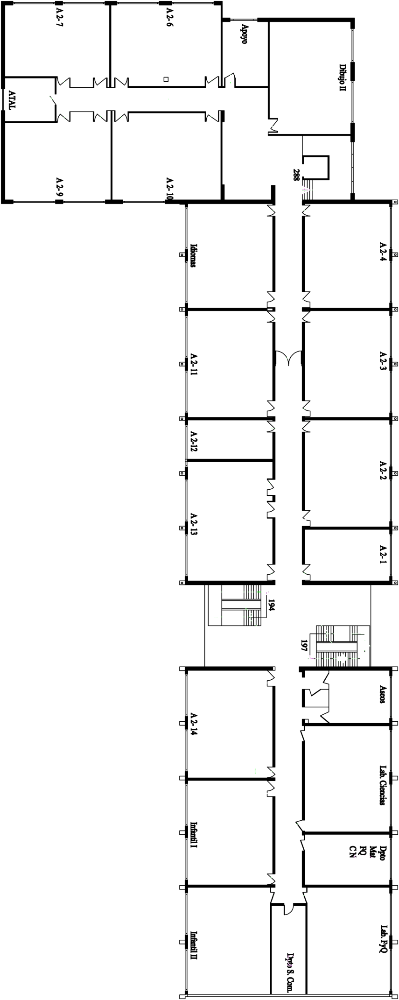 A 2- 7
A 2- 6
Apoyo
Dibujo II
ATAL
A 2- 9
A 2- 10
288
Idiomas
A 2- 4
A 2- 11
A 2- 3
A 2-12
A 2- 2
A 2- 13
A 2- 1
194
197
A 2- 14
Aseos
Lab. Ciencias
Infantil I
Dpto
Mat
FQ
C N
Infantil II
Lab. FyQ
Dpto S. Com.